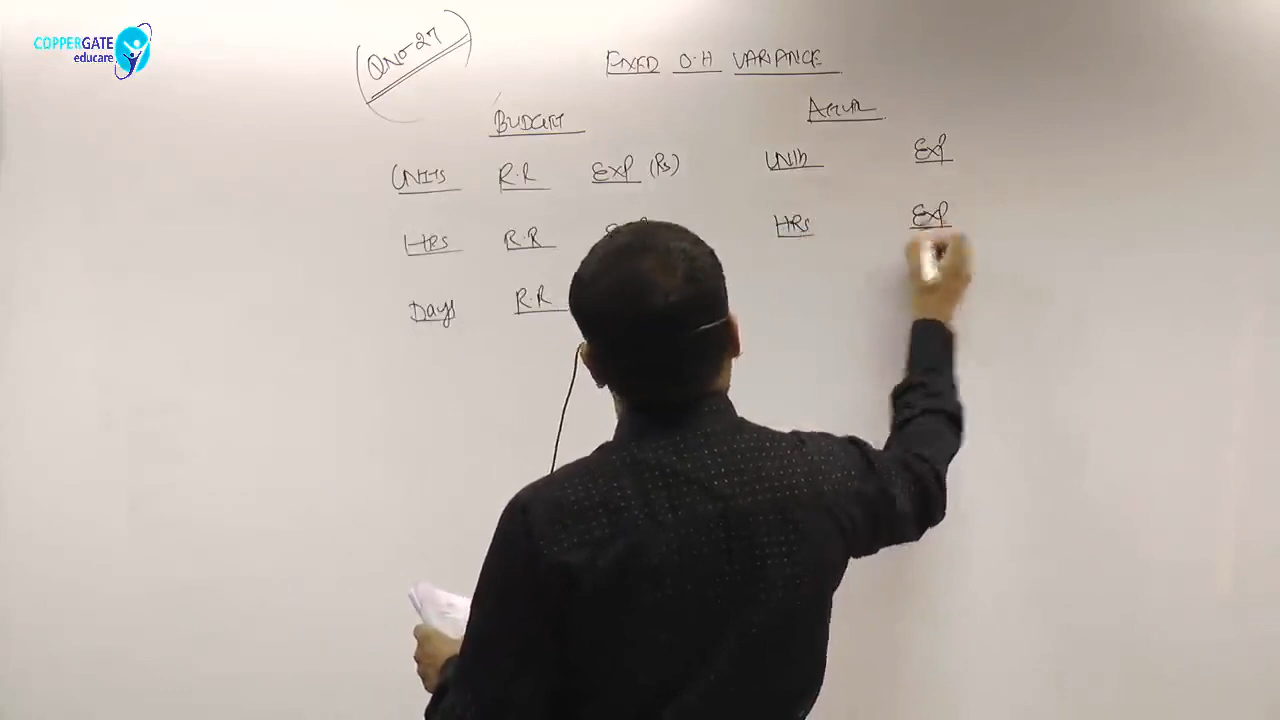 COPPERGATE
educare
Q.No-27
FIXED O.H VARIANCE
BUDGET
ACTUAL
UNITS R.R EXP (Rs)
UNITS EXP
HRS R.R
HRS EXP
Days R.R